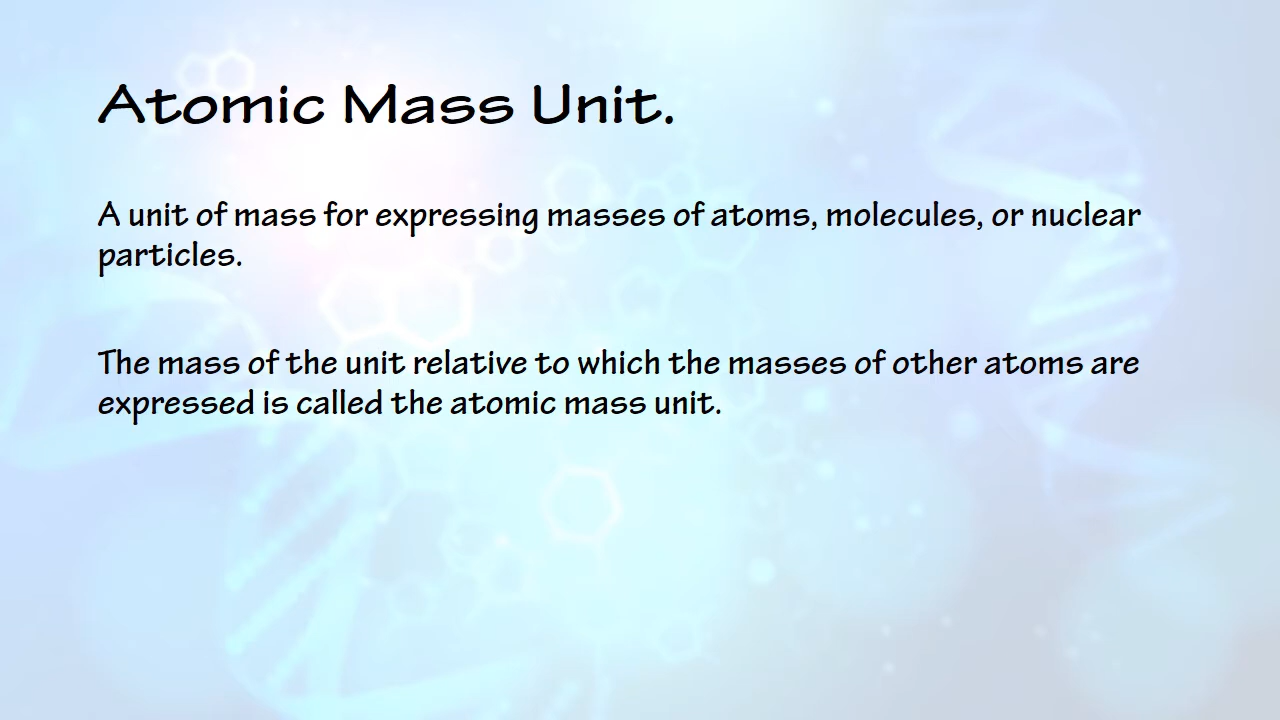 Atomic Mass Unit.
A unit of mass for expressing masses of atoms, molecules, or nuclear
particles.
The mass of the unit relative to which the masses of other atoms are
expressed is called the atomic mass unit.